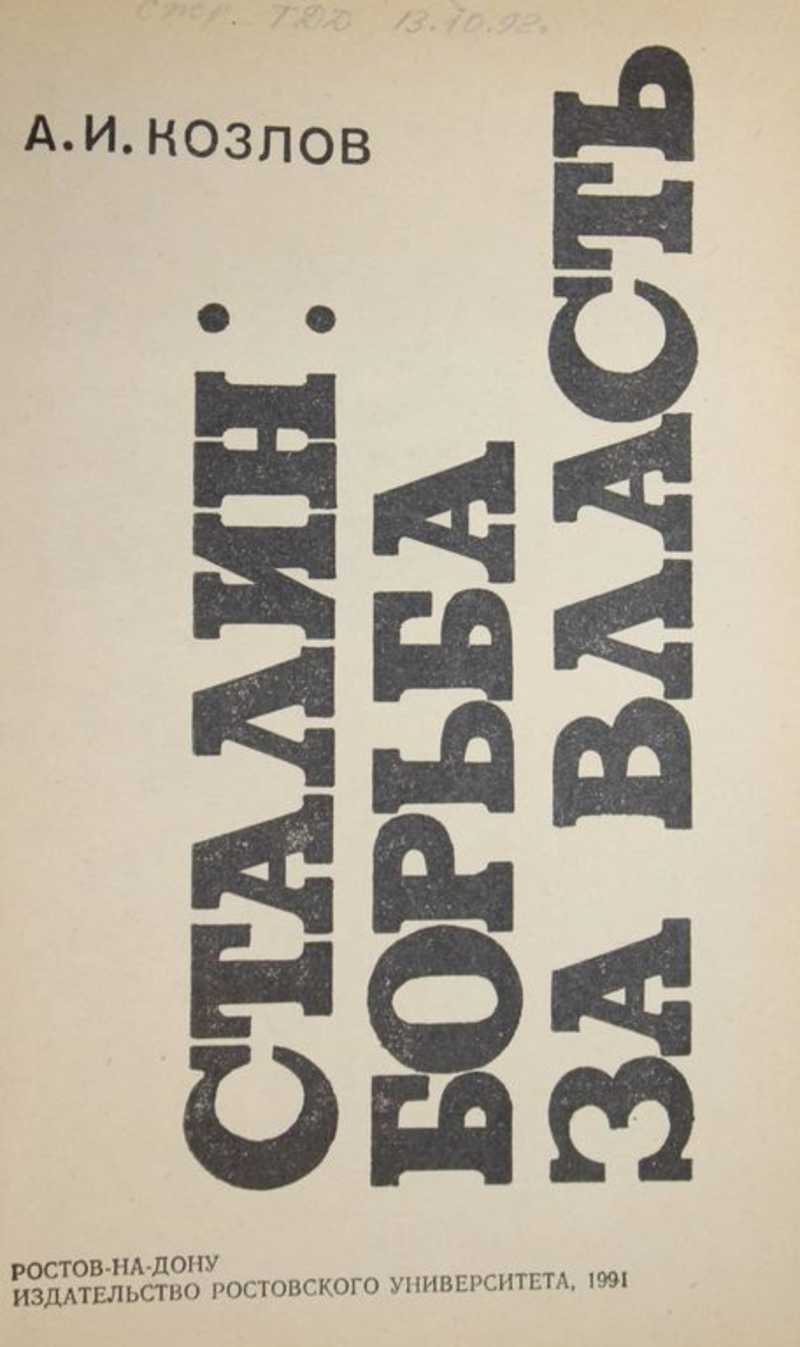 13.10.92.
А.И.КОЗЛОВ
СТАЛИН:
БОРЬБА
ЗА ВЛАСТЬ
РОСТОВ-НА-ДОНУ
ИЗДАТЕЛЬСТВО РОСТОВСКОГО УНИВЕРСИТЕТА, 1991